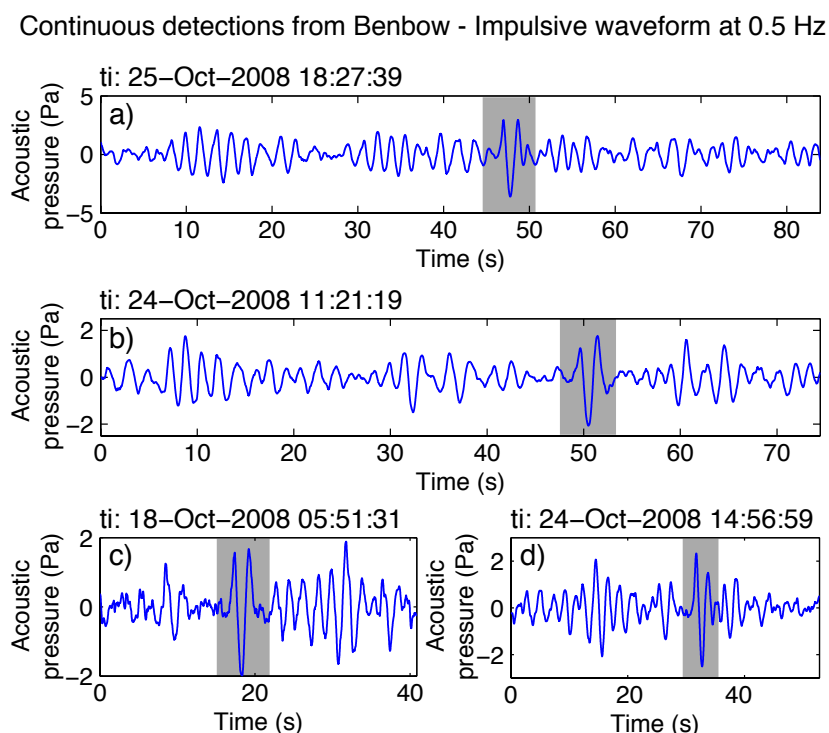 Continuous detections from Benbow - Impulsive waveform at 0.5 Hz
ti: 25−Oct−2008 18:27:39
a)
Acoustic
pressure (Pa)
5
0
−5
0 10 20 30 40 50 60 70 80
Time (s)
ti: 24−Oct−2008 11:21:19
b)
Acoustic
pressure (Pa)
2
0
−2
0 10 20 30 40 50 60 70
Time (s)
ti: 18−Oct−2008 05:51:31
c)
Acoustic
pressure (Pa)
2
0
−2
0 20 40
Time (s)
ti: 24−Oct−2008 14:56:59
d)
Acoustic
pressure (Pa)
2
0
−2
0 20 40
Time (s)